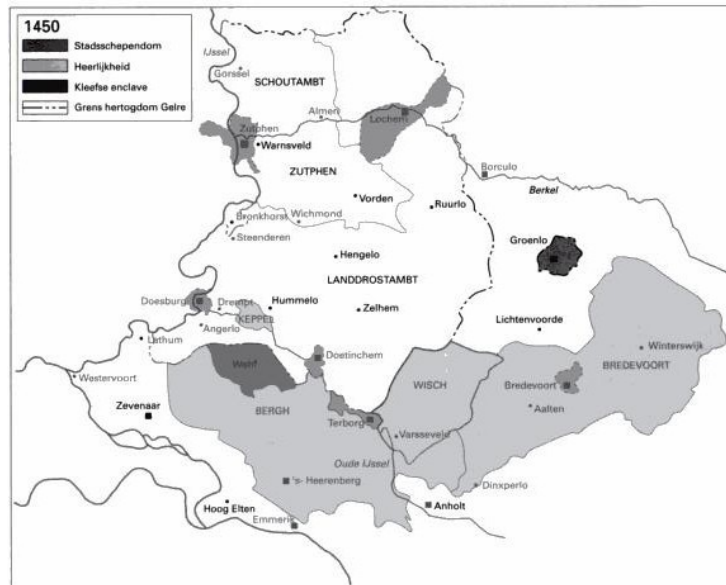 1450
Stadsschependom
Heerlijkheid
Kleefse enclave
Grens hertogdom Gelre
IJssel
Gorssel
SCHOUTAMBT
Almen
Lochem
Zutphen
Warnsveld
ZUTPHEN
Borculo
Berkel
Vorden
Ruurlo
Bronkhorst
Wichmond
Steenderen
Groenlo
Hengelo
LANDDROSTAMBT
Doesburg
Drempt
Hummelo
Zelhem
KEPPEL
Angerlo
Lichtenvoorde
Lathum
Winterswijk
Doetinchem
Wehl
BREDEVOORT
Westervoort
WISCH
Bredevoort
Zevenaar
BERGH
Aalten
Terborg
Varsseveld
Oude IJssel
's- Heerenberg
Dinxperlo
Hoog Elten
Anholt
Emmerik